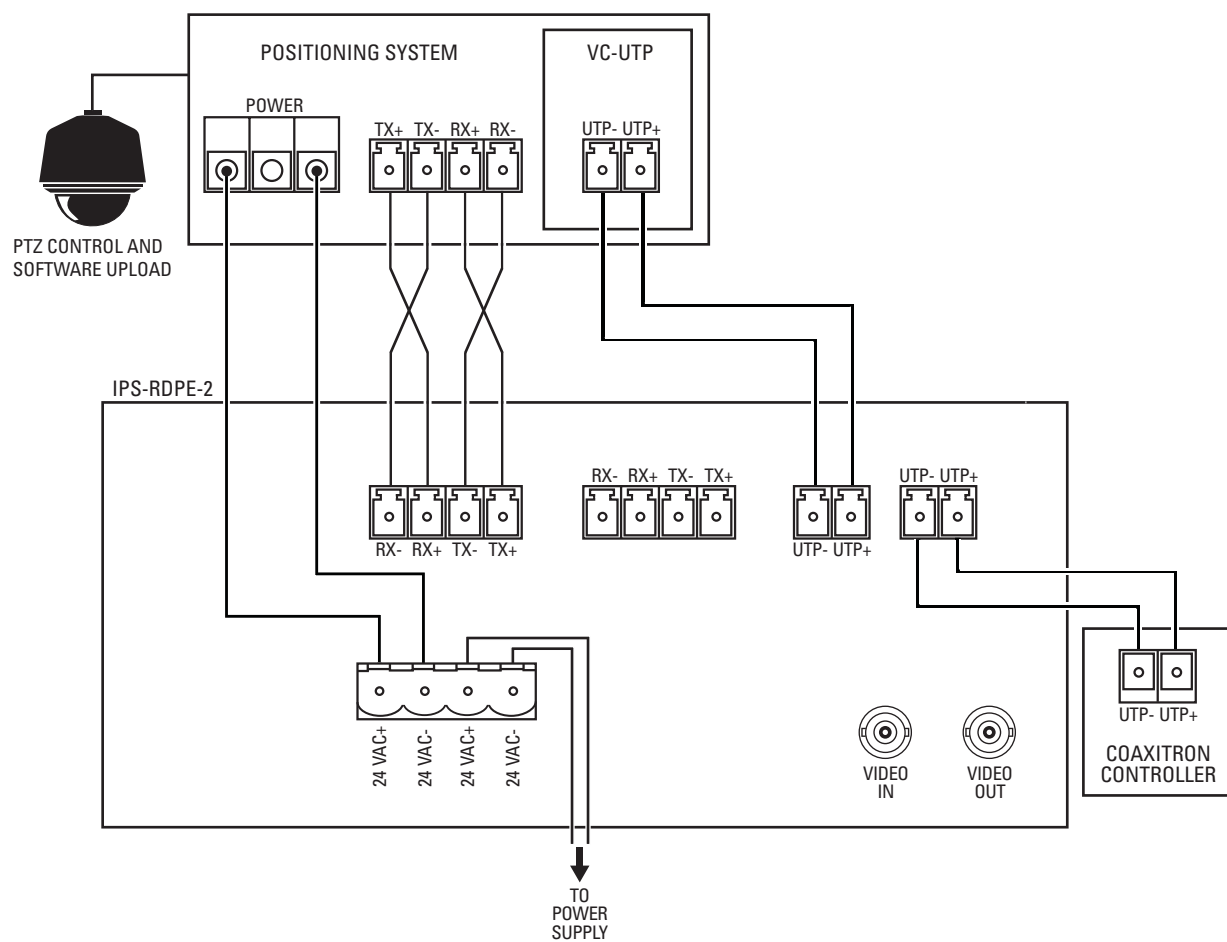 POSITIONING SYSTEM
VC-UTP
POWER
TX+ TX- RX+ RX-
UTP- UTP+
PTZ CONTROL AND
SOFTWARE UPLOAD
IPS-RDPE-2
RX- RX+ TX- TX+
UTP- UTP+
RX- RX+ TX- TX+
UTP- UTP+
24 VAC+
24 VAC-
24 VAC+
24 VAC-
VIDEO
IN
VIDEO
OUT
UTP- UTP+
COAXITRON
CONTROLLER
TO
POWER
SUPPLY